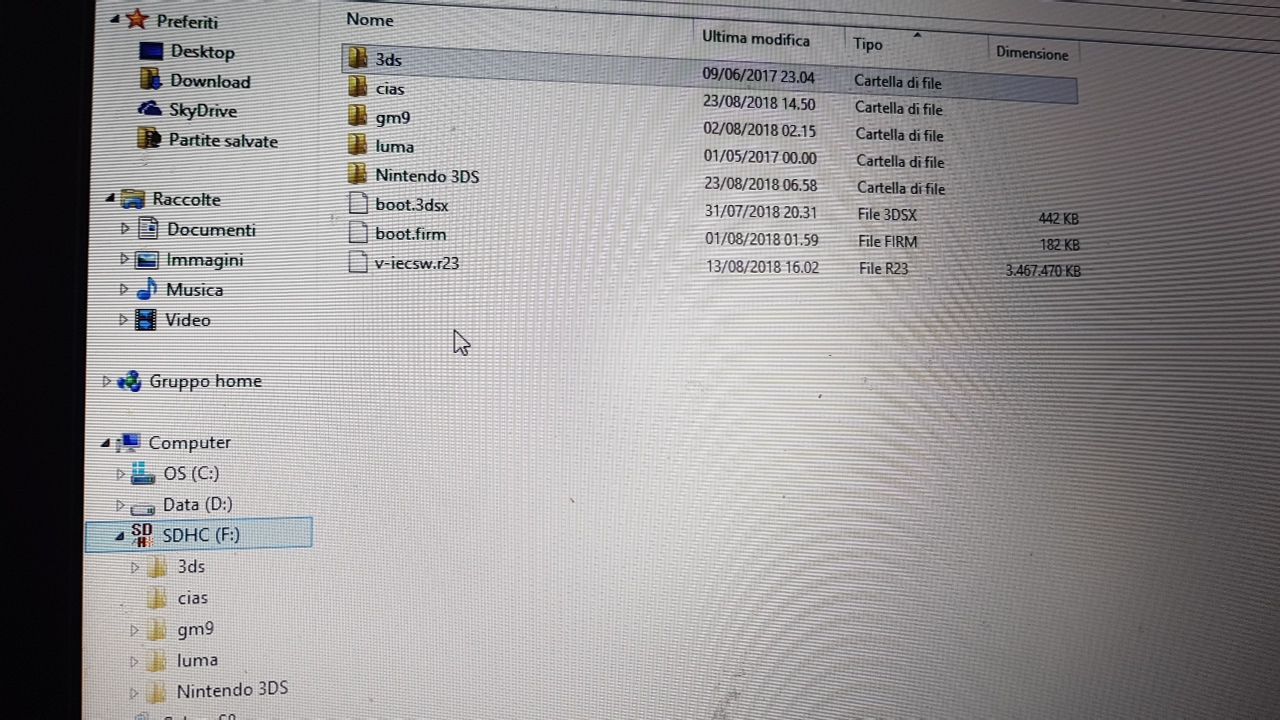 Preferiti
Desktop
Download
SkyDrive
Partite salvate
Raccolte
Documenti
Immagini
Musica
Video
Gruppo home
Computer
OS (C:)
Data (D:)
SD
SDHC (F:)
3ds
cias
gm9
luma
Nintendo 3DS
Nome Ultima modifica Tipo Dimensione
3ds 09/06/2017 23.04 Cartella di file
cias 23/08/2018 14.50 Cartella di file
gm9 02/08/2018 02.15 Cartella di file
luma 01/05/2017 00.00 Cartella di file
Nintendo 3DS 23/08/2018 06.58 Cartella di file
boot.3dsx 31/07/2018 20.31 File 3DSX 442 KB
boot.firm 01/08/2018 01.59 File FIRM 182 KB
v-iecsw.r23 13/08/2018 16.02 File R23 3.467.470 KB